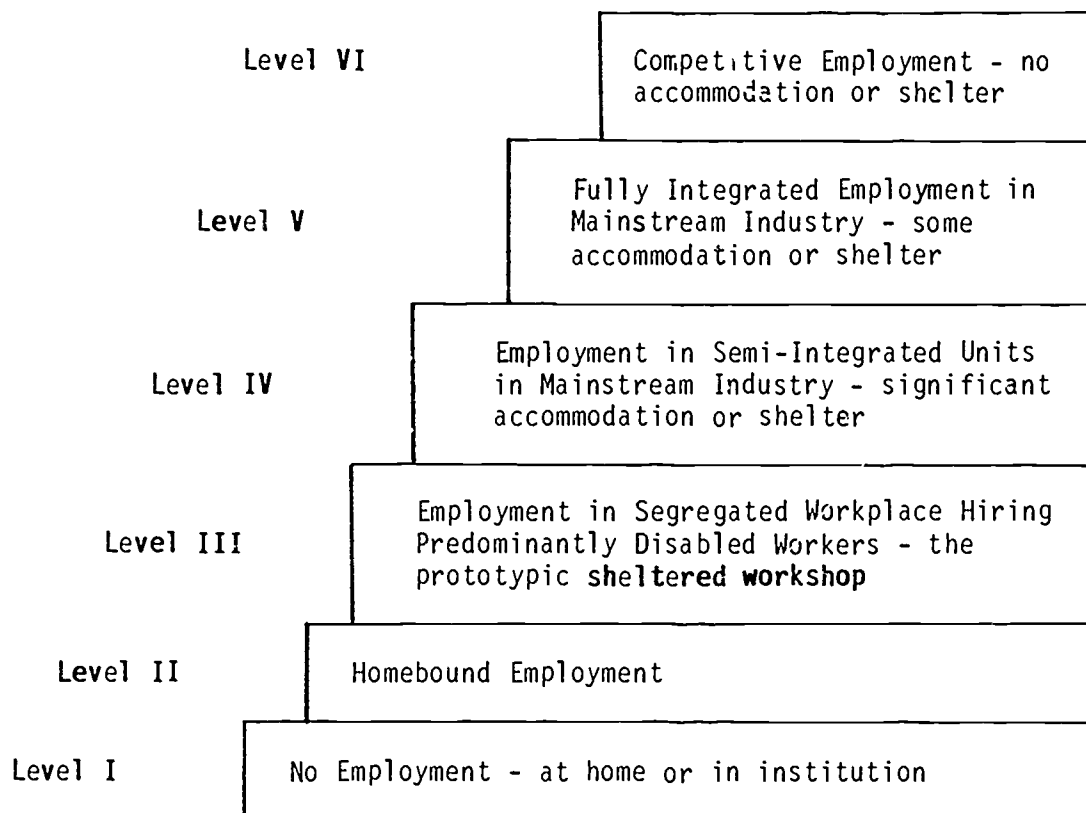 Level VI
Competitive Employment - no
accommodation or shelter
Level V
Fully Integrated Employment in
Mainstream Industry - some
accommodation or shelter
Level IV
Employment in Semi-Integrated Units
in Mainstream Industry - significant
accommodation or shelter
Level III
Employment in Segregated Workplace Hiring
Predominantly Disabled Workers - the
prototypic sheltered workshop
Level II
Homebound Employment
Level I
No Employment - at home or in institution